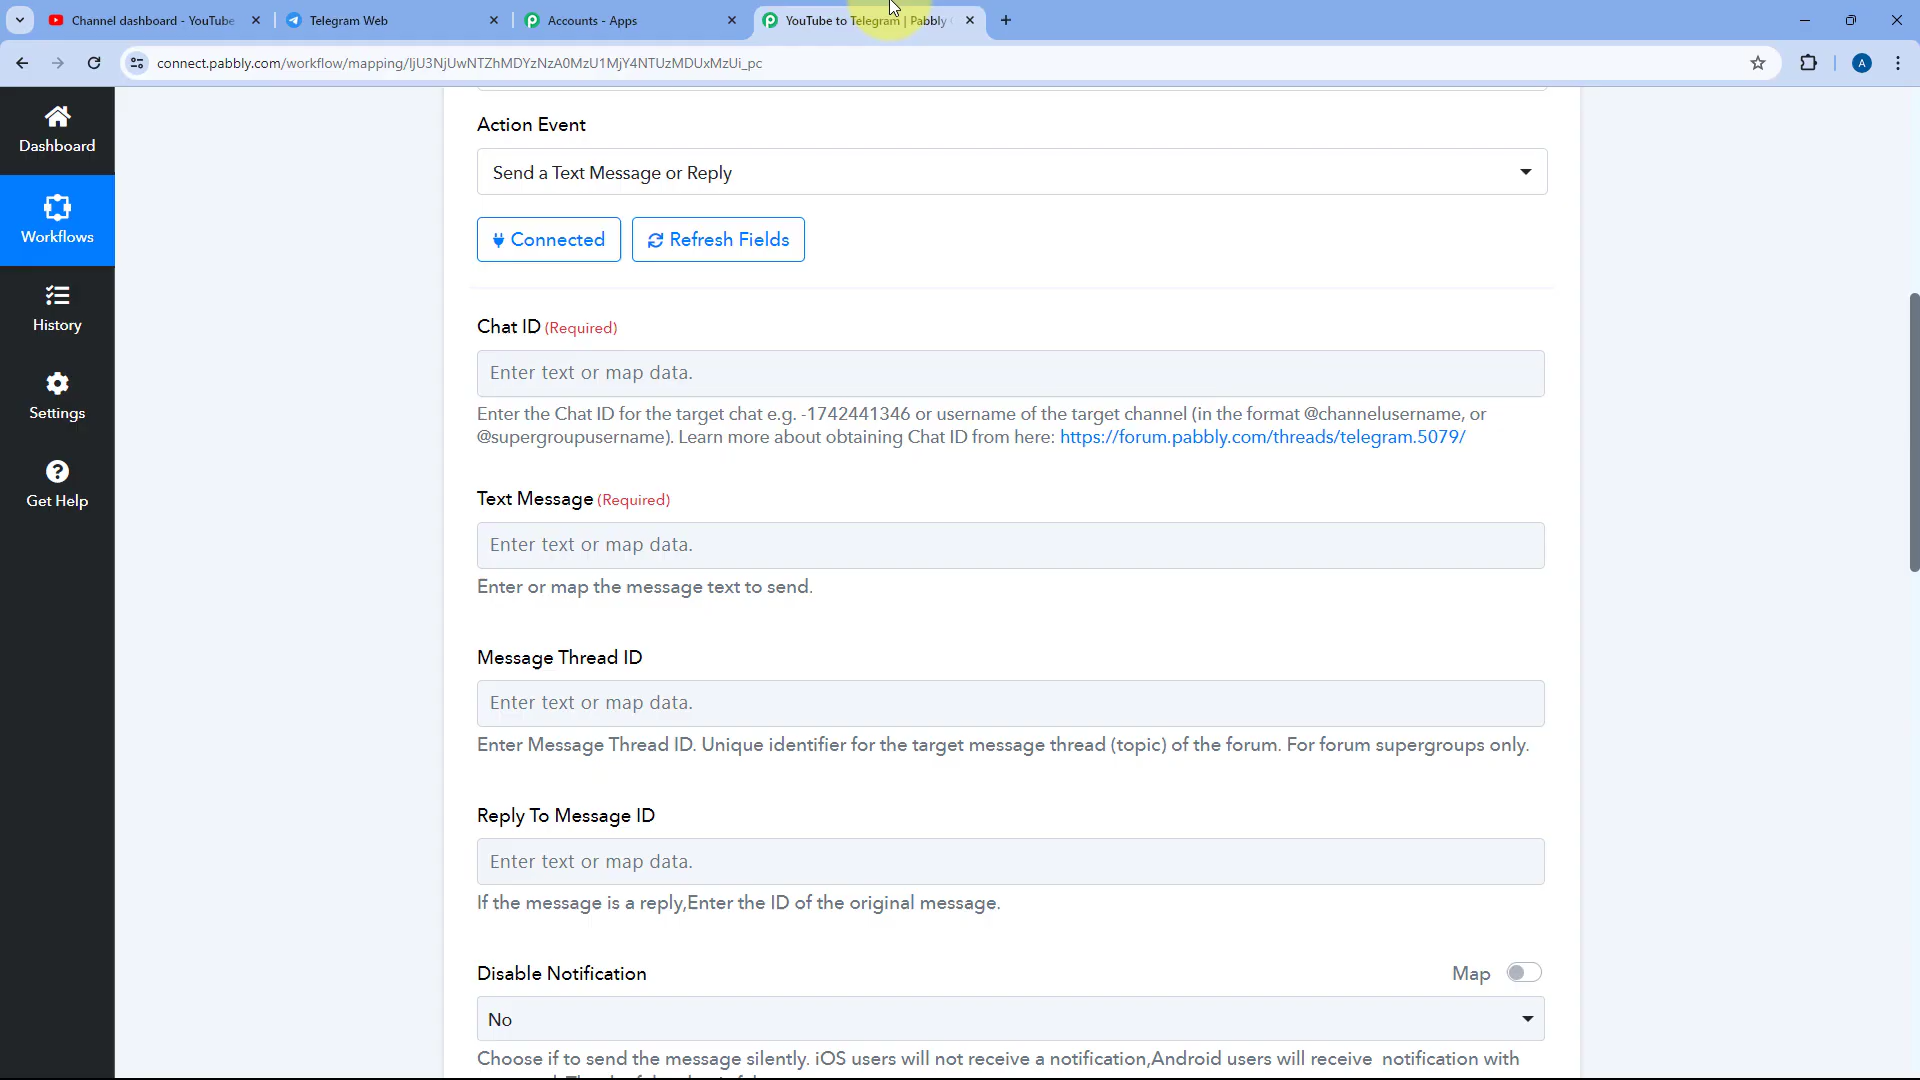 Channel dashboard - YouTube
Telegram Web
Accounts - Apps
YouTube to Telegram | Pabbly
connect.pabbly.com/workflow/mapping/IjU3NjUwNTZhMDYzNzA0MzU1MjY4NTUzMDUxMzUi_pc
A
Dashboard
Workflows
History
Settings
Get Help
Action Event
Send a Text Message or Reply
Connected
Refresh Fields
Chat ID (Required)
Enter text or map data.
Enter the Chat ID for the target chat e.g. -1742441346 or username of the target channel (in the format @channelusername, or
@supergroupusername). Learn more about obtaining Chat ID from here: https://forum.pabbly.com/threads/telegram.5079/
Text Message (Required)
Enter text or map data.
Enter or map the message text to send.
Message Thread ID
Enter text or map data.
Enter Message Thread ID. Unique identifier for the target message thread (topic) of the forum. For forum supergroups only.
Reply To Message ID
Enter text or map data.
If the message is a reply,Enter the ID of the original message.
Disable Notification
Map
No
Choose if to send the message silently. iOS users will not receive a notification,Android users will receive notification with